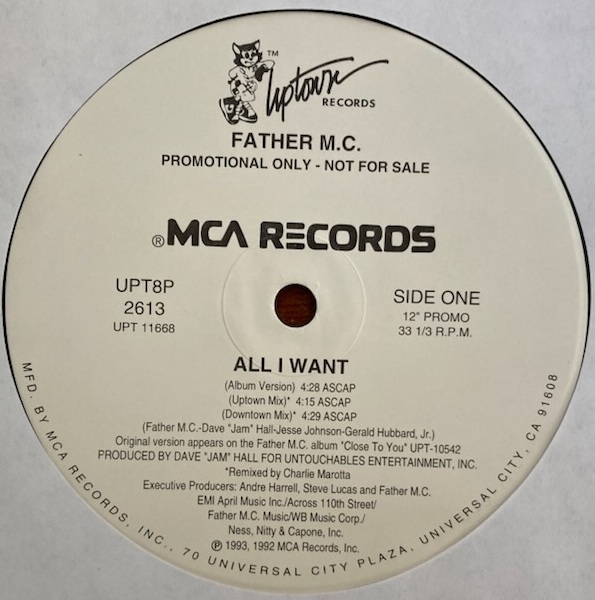 TM
Uptown
RECORDS
FATHER M.C.
PROMOTIONAL ONLY - NOT FOR SALE
®MCA RECORDS
UPT8P
2613
UPT 11668
SIDE ONE
12" PROMO
33 1/3 R.P.M.
ALL I WANT
(Album Version) 4:28 ASCAP
(Uptown Mix)* 4:15 ASCAP
(Downtown Mix)* 4:29 ASCAP
(Father M.C.-Dave "Jam" Hall-Jesse Johnson-Gerald Hubbard, Jr.)
Original version appears on the Father M.C. album "Close To You" UPT-10542
PRODUCED BY DAVE "JAM" HALL FOR UNTOUCHABLES ENTERTAINMENT, INC.
*Remixed by Charlie Marotta
Executive Producers: Andre Harrell, Steve Lucas and Father M.C.
EMI April Music Inc./Across 110th Street/
Father M.C. Music/WB Music Corp./
Ness, Nitty & Capone, Inc.
℗ 1993, 1992 MCA Records, Inc.
MFD. BY MCA RECORDS, INC., 70 UNIVERSAL CITY PLAZA, UNIVERSAL CITY, CA 91608